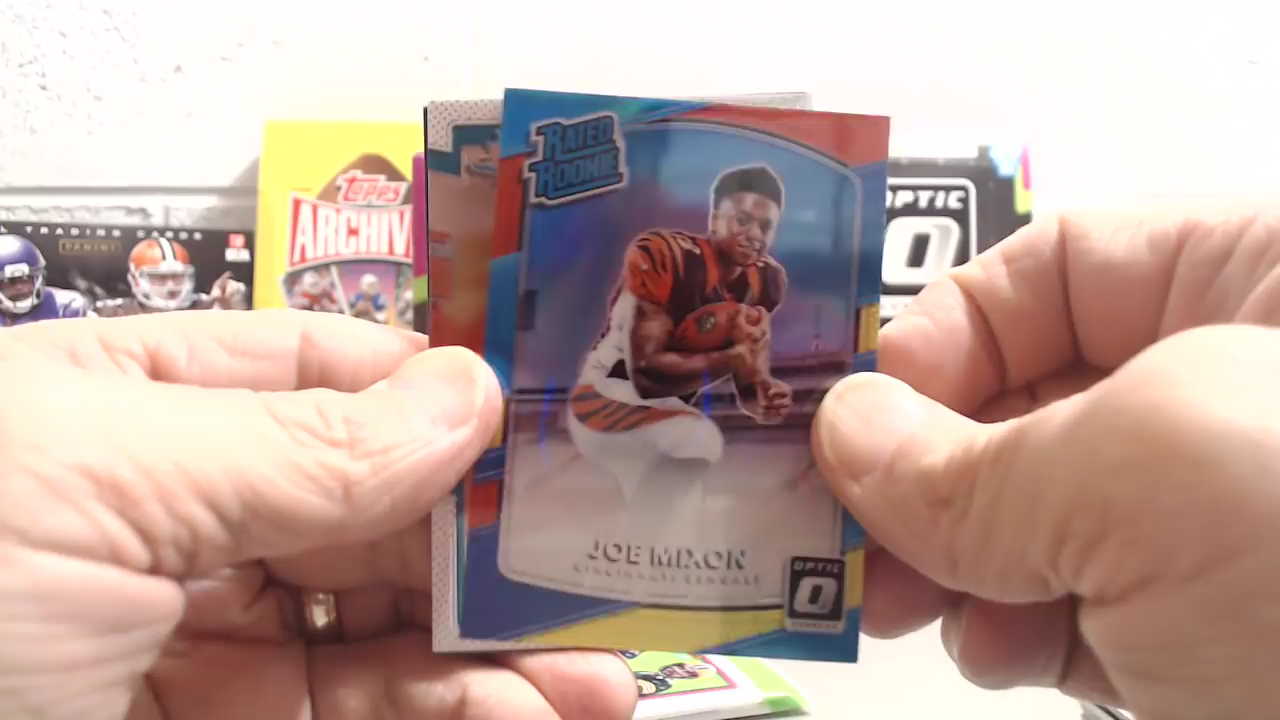 RATED
ROOKIE
JOE MIXON
CINCINNATI BENGALS
OPTIC
O
DONRUSS
Topps
ARCHIV
L TRADING CARDS
PANINI
OPTIC
O